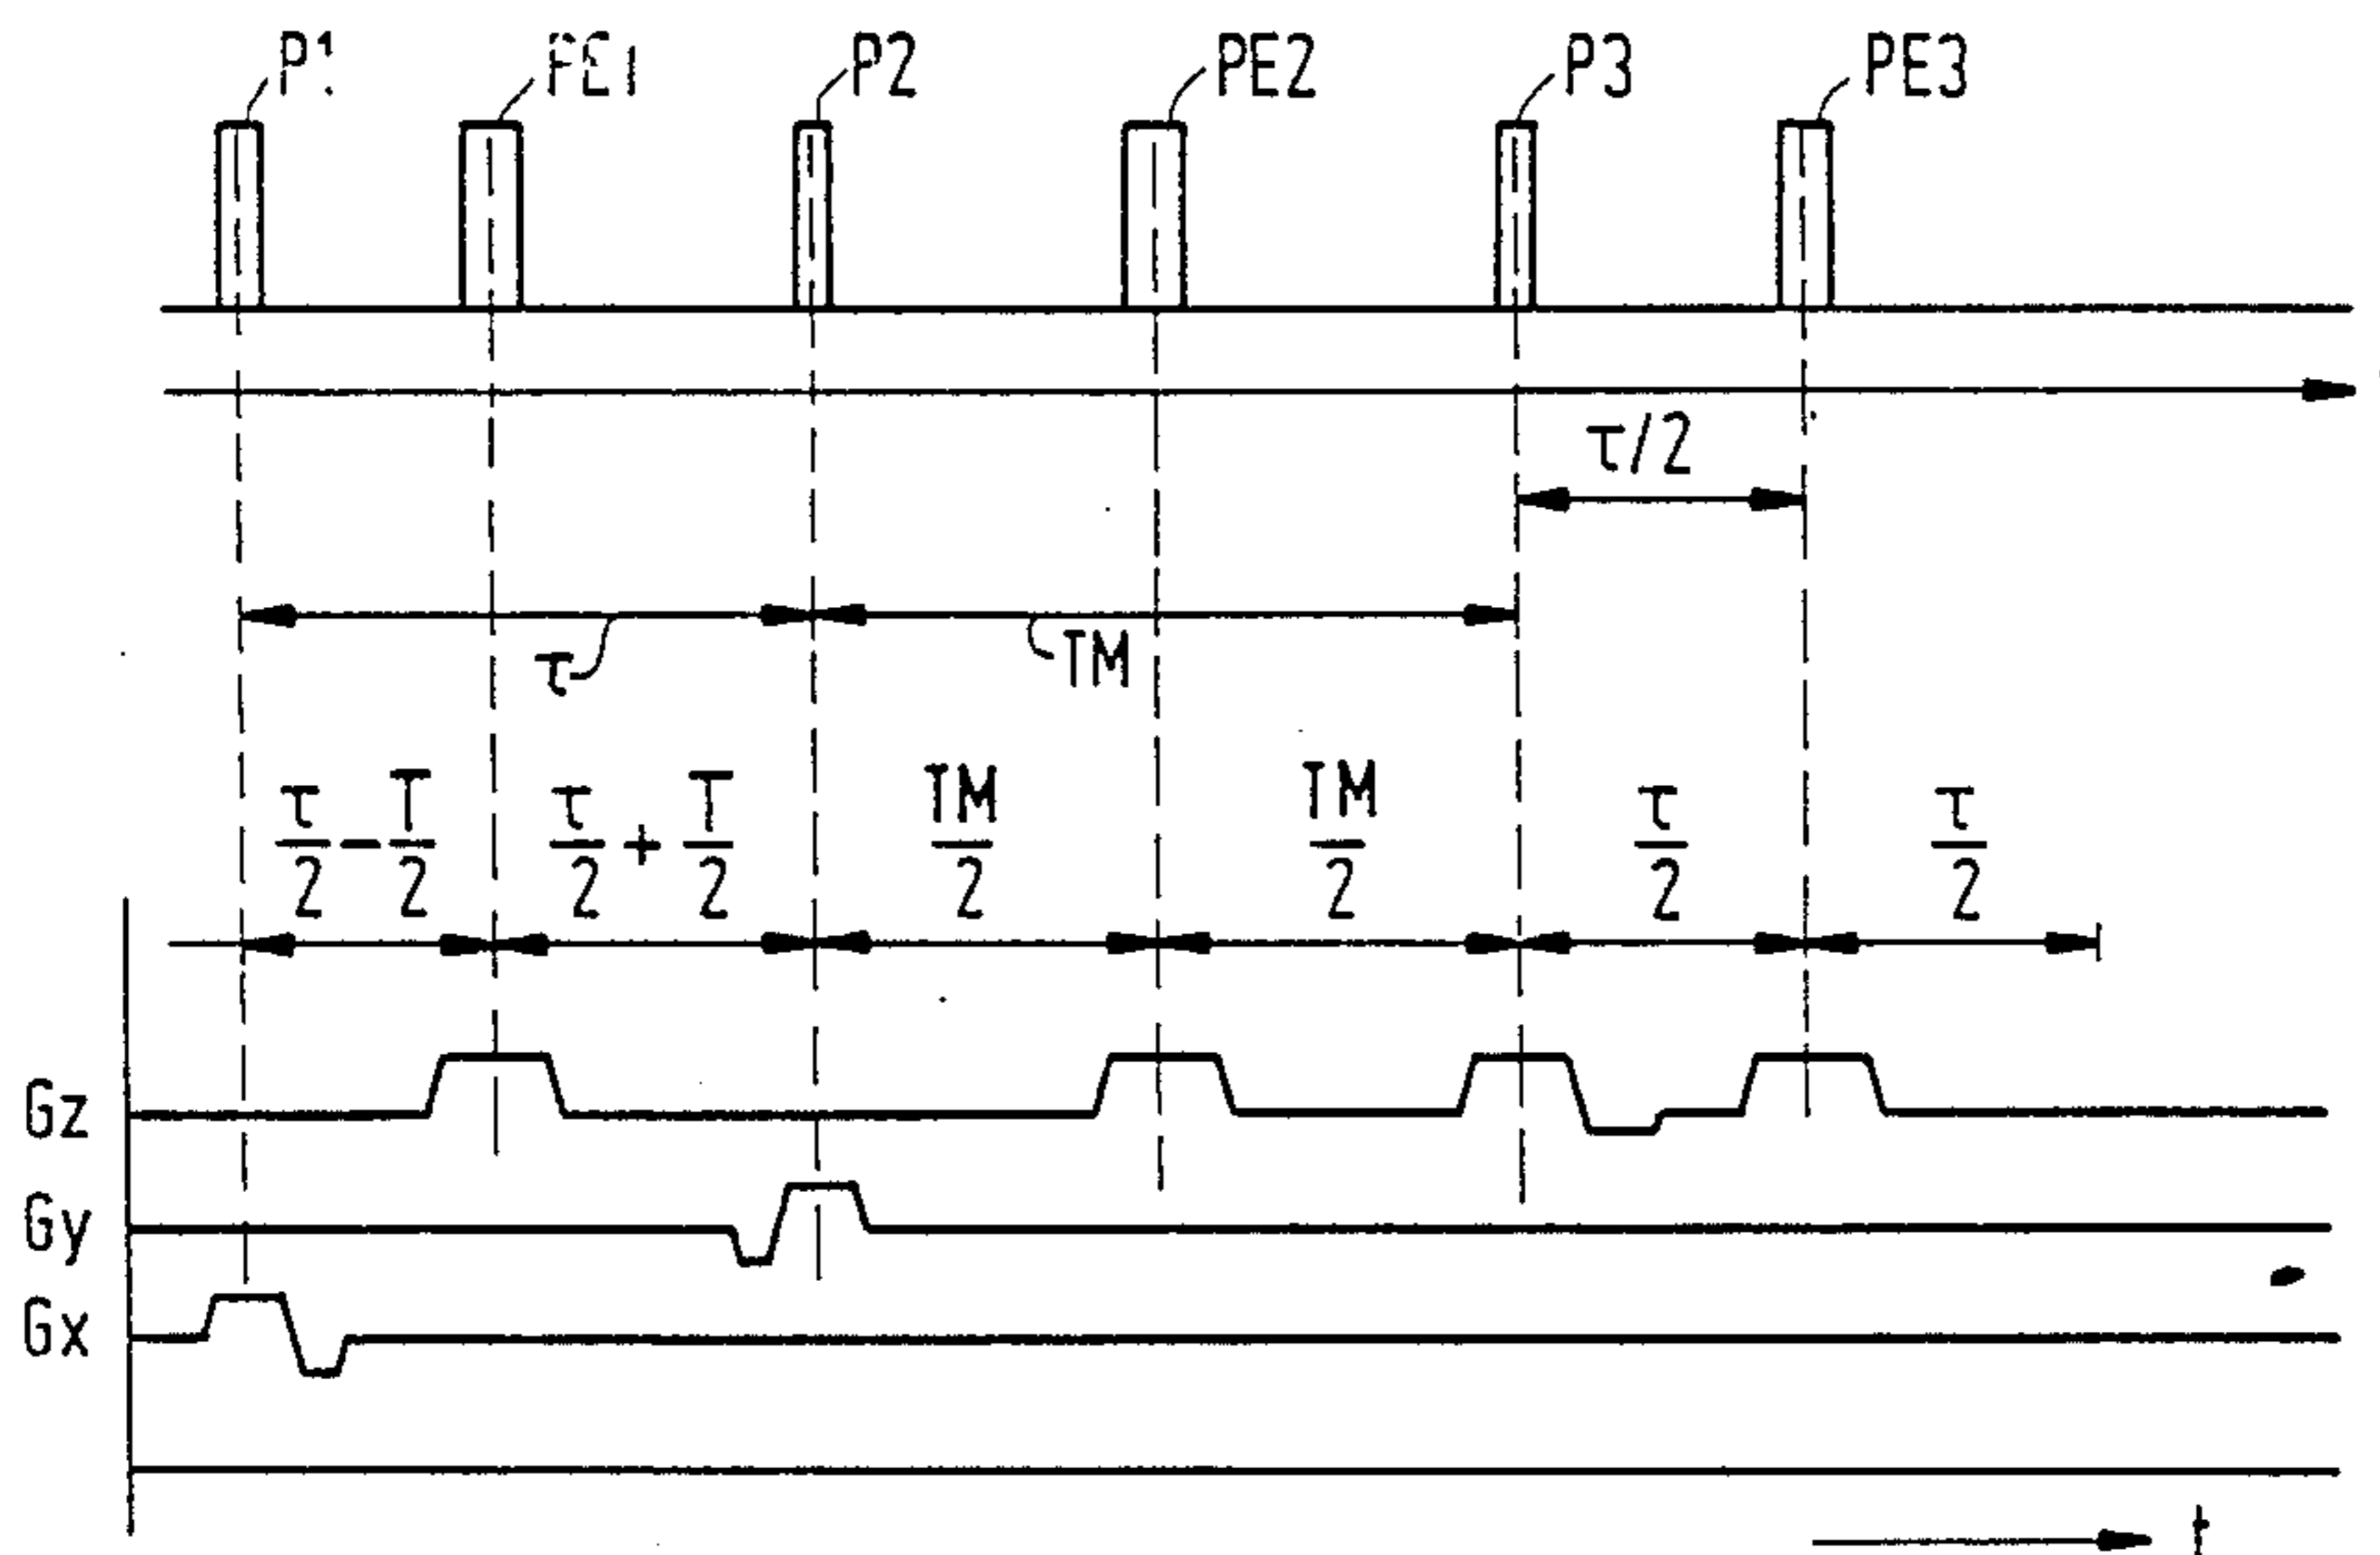 P1 PE1 P2 PE2 P3 PE3
τ/2
τ TM
τ/2 - T/2 τ/2 + T/2 TM/2 TM/2 τ/2 τ/2
Gz
Gy
Gx
t